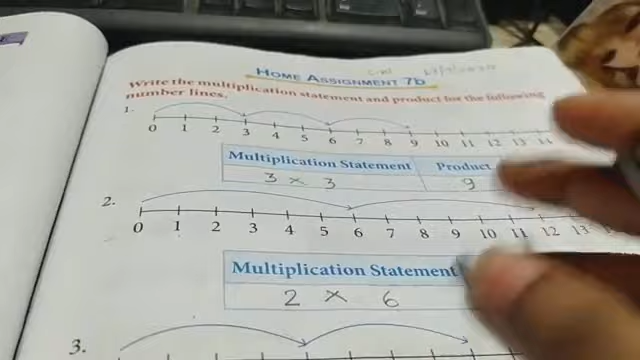 HOME ASSIGNMENT 7b
Write the multiplication statement and product for the following
number lines.
1.
0 1 2 3 4 5 6 7 8 9 10 11 12 13 14
Multiplication Statement Product
3 × 3 9
2.
0 1 2 3 4 5 6 7 8 9 10 11 12 13
Multiplication Statement
2 × 6
3.